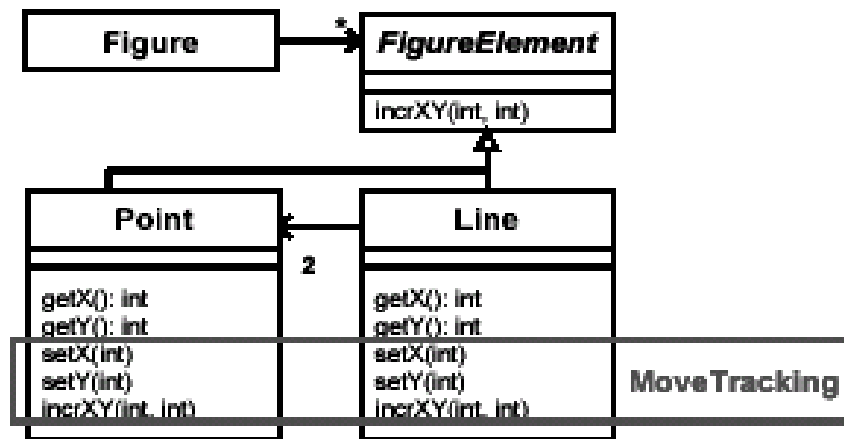 Figure
*
FigureElement
incrXY(int, int)
Point
Line
2
getX(): int
getY(): int
setX(int)
setY(int)
incrXY(int, int)
getX(): int
getY(): int
setX(int)
setY(int)
incrXY(int, int)
MoveTracking